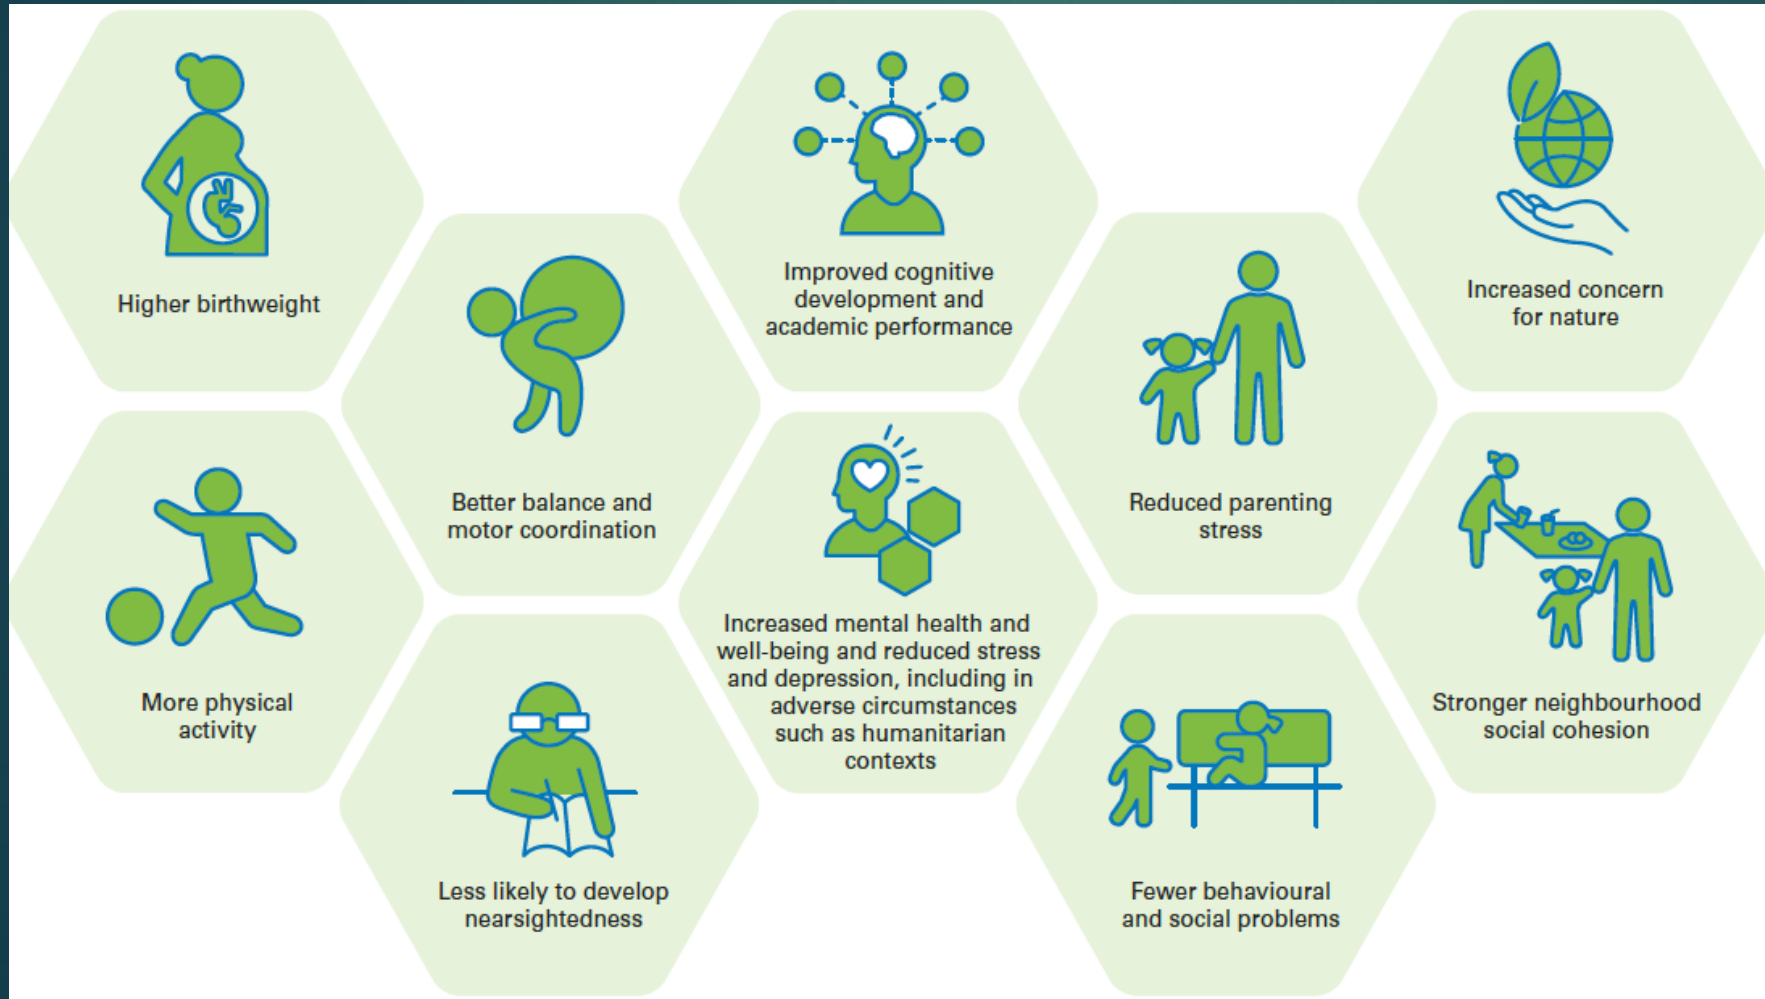 Higher birthweight
Improved cognitive
development and
academic performance
Increased concern
for nature
Better balance and
motor coordination
Reduced parenting
stress
More physical
activity
Increased mental health and
well-being and reduced stress
and depression, including in
adverse circumstances
such as humanitarian
contexts
Stronger neighbourhood
social cohesion
Less likely to develop
nearsightedness
Fewer behavioural
and social problems